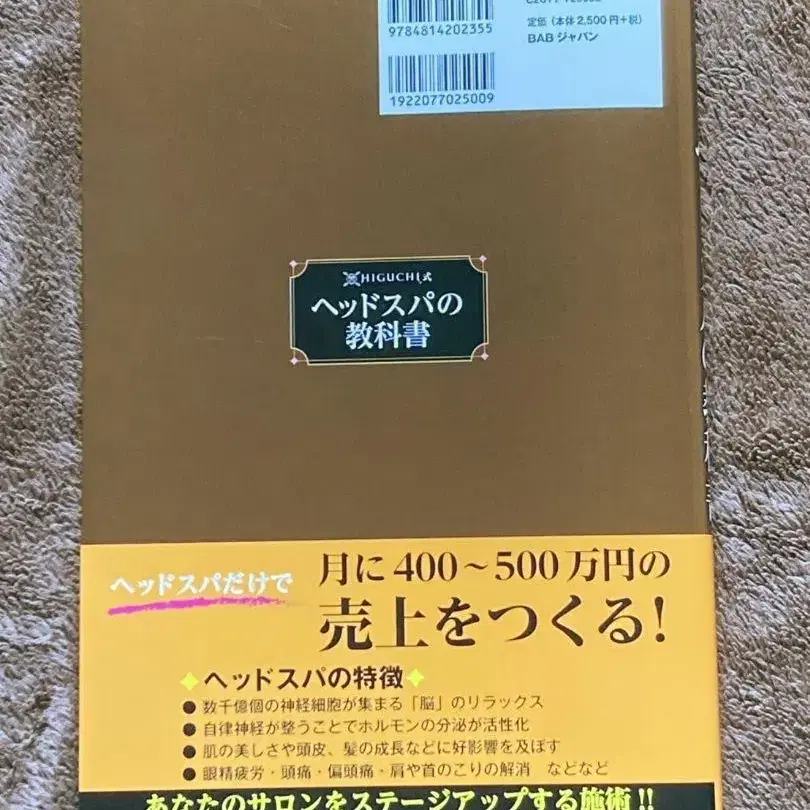 9784814202355
定価(本体2,500円+税)
BABジャパン
1922077025009
HIGUCHI式
ヘッドスパの
教科書
ヘッドスパだけで
月に400~500万円の
売上をつくる!
ヘッドスパの特徴
●数千億個の神経細胞が集まる「脳」のリラックス
●自律神経が整うことでホルモンの分泌が活性化
●肌の美しさや頭皮、髪の成長などに好影響を及ぼす
●眼精疲労・頭痛・偏頭痛・肩や首のこりの解消 などなど
あなたのサロンをステージアップする施術!!